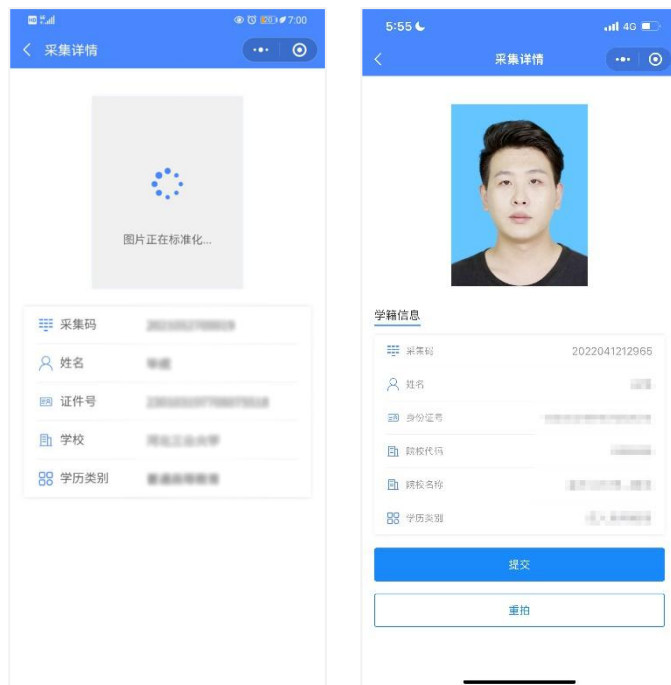 7:00
采集详情
图片正在标准化...
采集码
姓名
证件号
学校
学历类别
5:55
4G
采集详情
学籍信息
采集码 2022041212965
姓名
身份证号
院校代码
院校名称
学历类别
提交
重拍